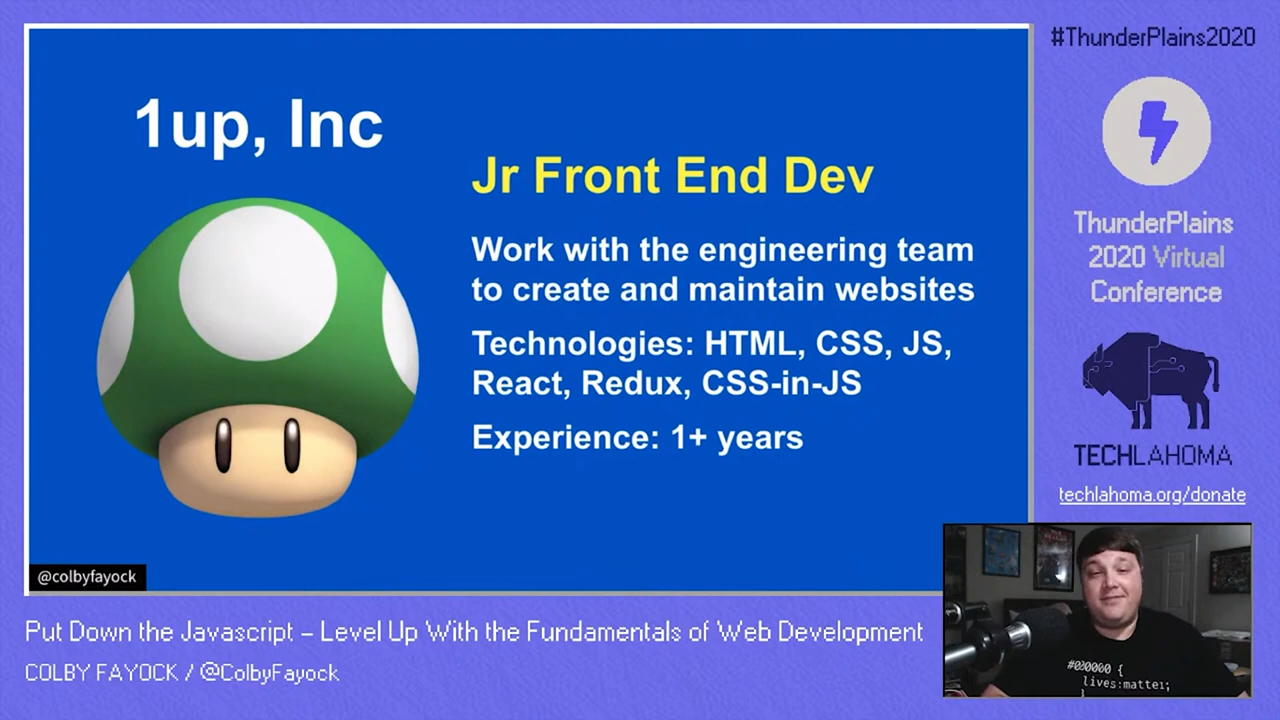 1up, Inc
Jr Front End Dev
Work with the engineering team
to create and maintain websites
Technologies: HTML, CSS, JS,
React, Redux, CSS-in-JS
Experience: 1+ years
@colbyfayock
#ThunderPlains2020
ThunderPlains
2020 Virtual
Conference
TECHLAHOMA
techlahoma.org/donate
Put Down the Javascript – Level Up With the Fundamentals of Web Development
COLBY FAYOCK / @ColbyFayock
#000000 {
lives:matter;
}